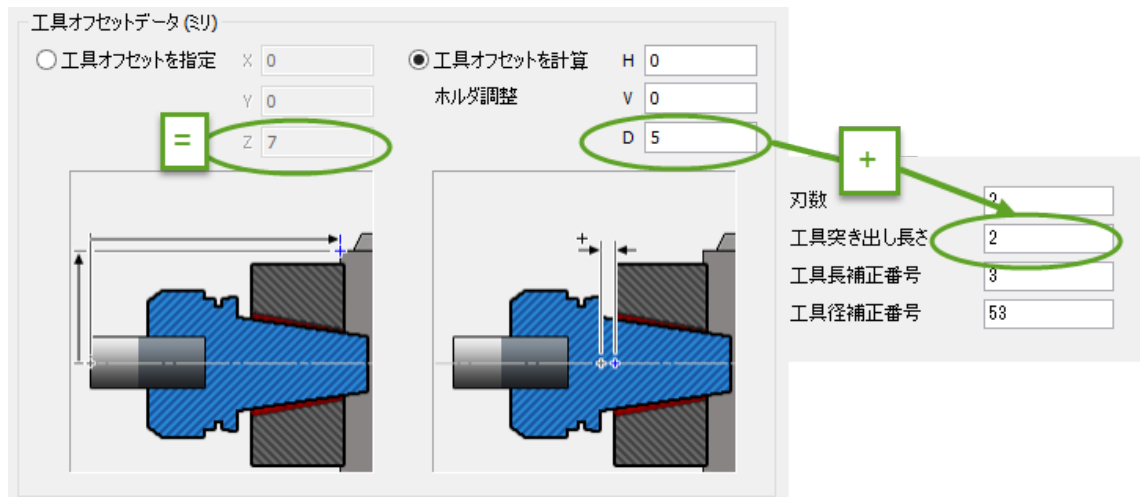 工具オフセットデータ (ミリ)
工具オフセットを指定 X 0
Y 0
Z 7
=
工具オフセットを計算 H 0
ホルダ調整 V 0
D 5
+
+
刃数 2
工具突き出し長さ 2
工具長補正番号 3
工具径補正番号 53